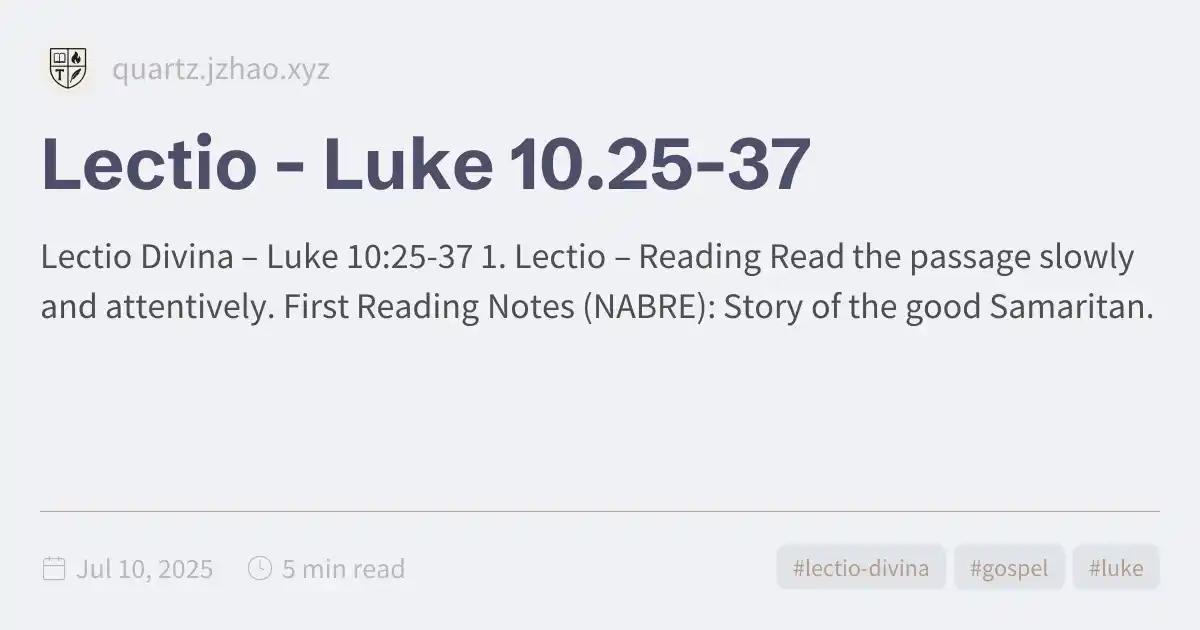 T
quartz.jzhao.xyz
Lectio - Luke 10.25-37
Lectio Divina – Luke 10:25-37 1. Lectio – Reading Read the passage slowly
and attentively. First Reading Notes (NABRE): Story of the good Samaritan.
Jul 10, 2025
5 min read
#lectio-divina
#gospel
#luke